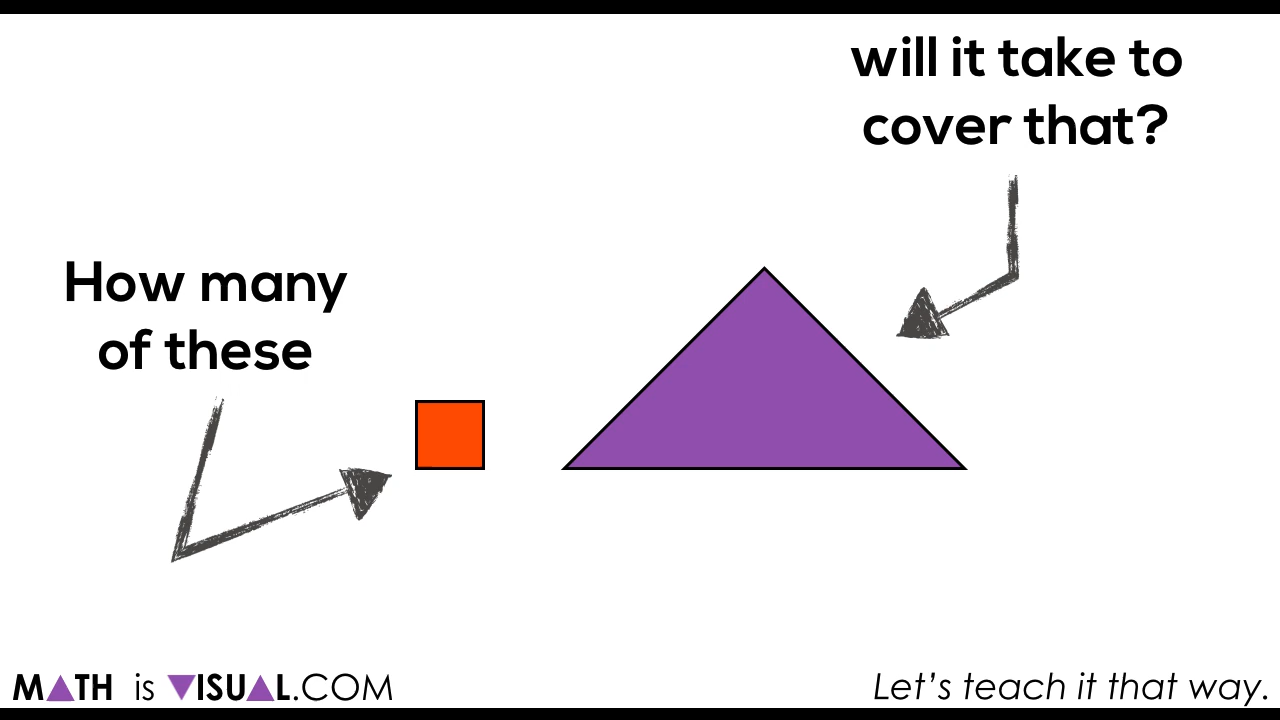 How many
of these
will it take to
cover that?
MATH is VISUAL.COM
Let's teach it that way.